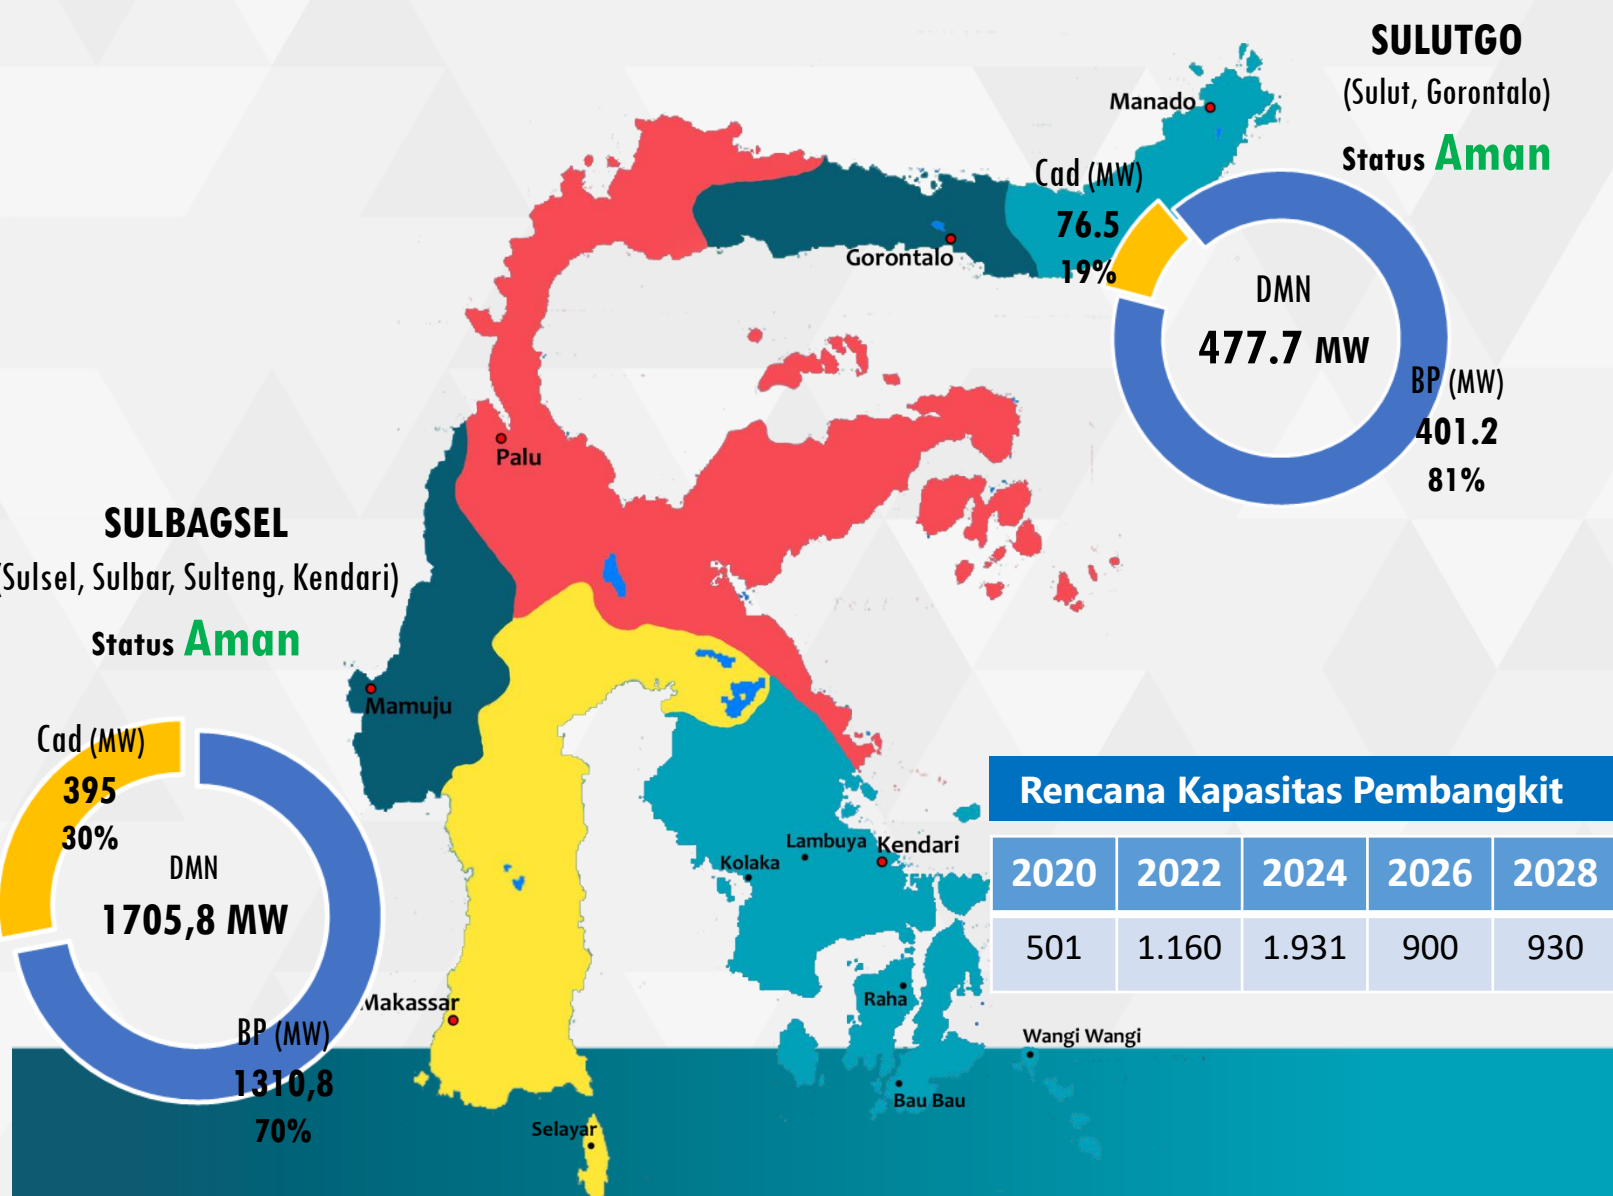 SULUTGO
(Sulut, Gorontalo)
Status Aman
Cad (MW)
76.5
19%
DMN
477.7 MW
BP (MW)
401.2
81%
Manado
Gorontalo
Palu
SULBAGSEL
(Sulsel, Sulbar, Sulteng, Kendari)
Status Aman
Mamuju
Cad (MW)
395
30%
DMN
1705,8 MW
BP (MW)
1310,8
70%
Makassar
Selayar
Kolaka
Lambuya
Kendari
Raha
Bau Bau
Wangi Wangi
Rencana Kapasitas Pembangkit
2020 2022 2024 2026 2028
501 1.160 1.931 900 930